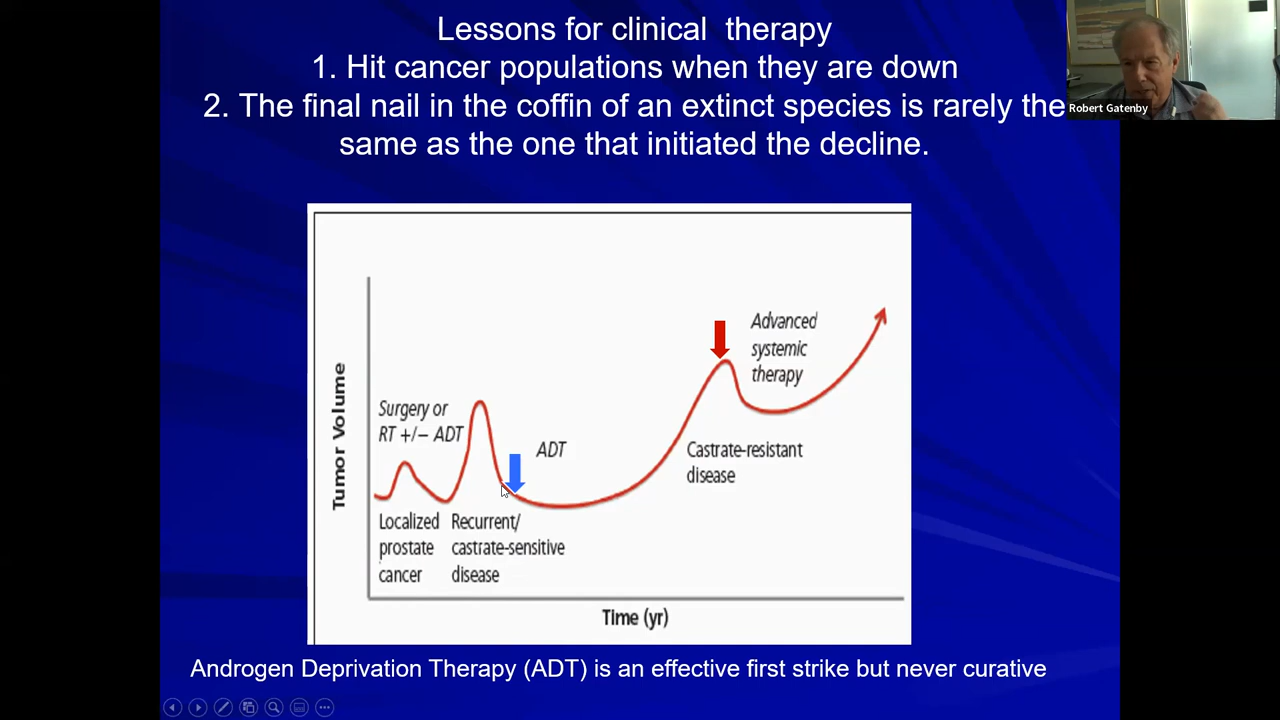 Lessons for clinical therapy
1. Hit cancer populations when they are down
2. The final nail in the coffin of an extinct species is rarely the
same as the one that initiated the decline.
Robert Gatenby
Tumor Volume
Surgery or
RT +/− ADT
Localized
prostate
cancer
Recurrent/
castrate-sensitive
disease
ADT
Castrate-resistant
disease
Advanced
systemic
therapy
Time (yr)
Androgen Deprivation Therapy (ADT) is an effective first strike but never curative